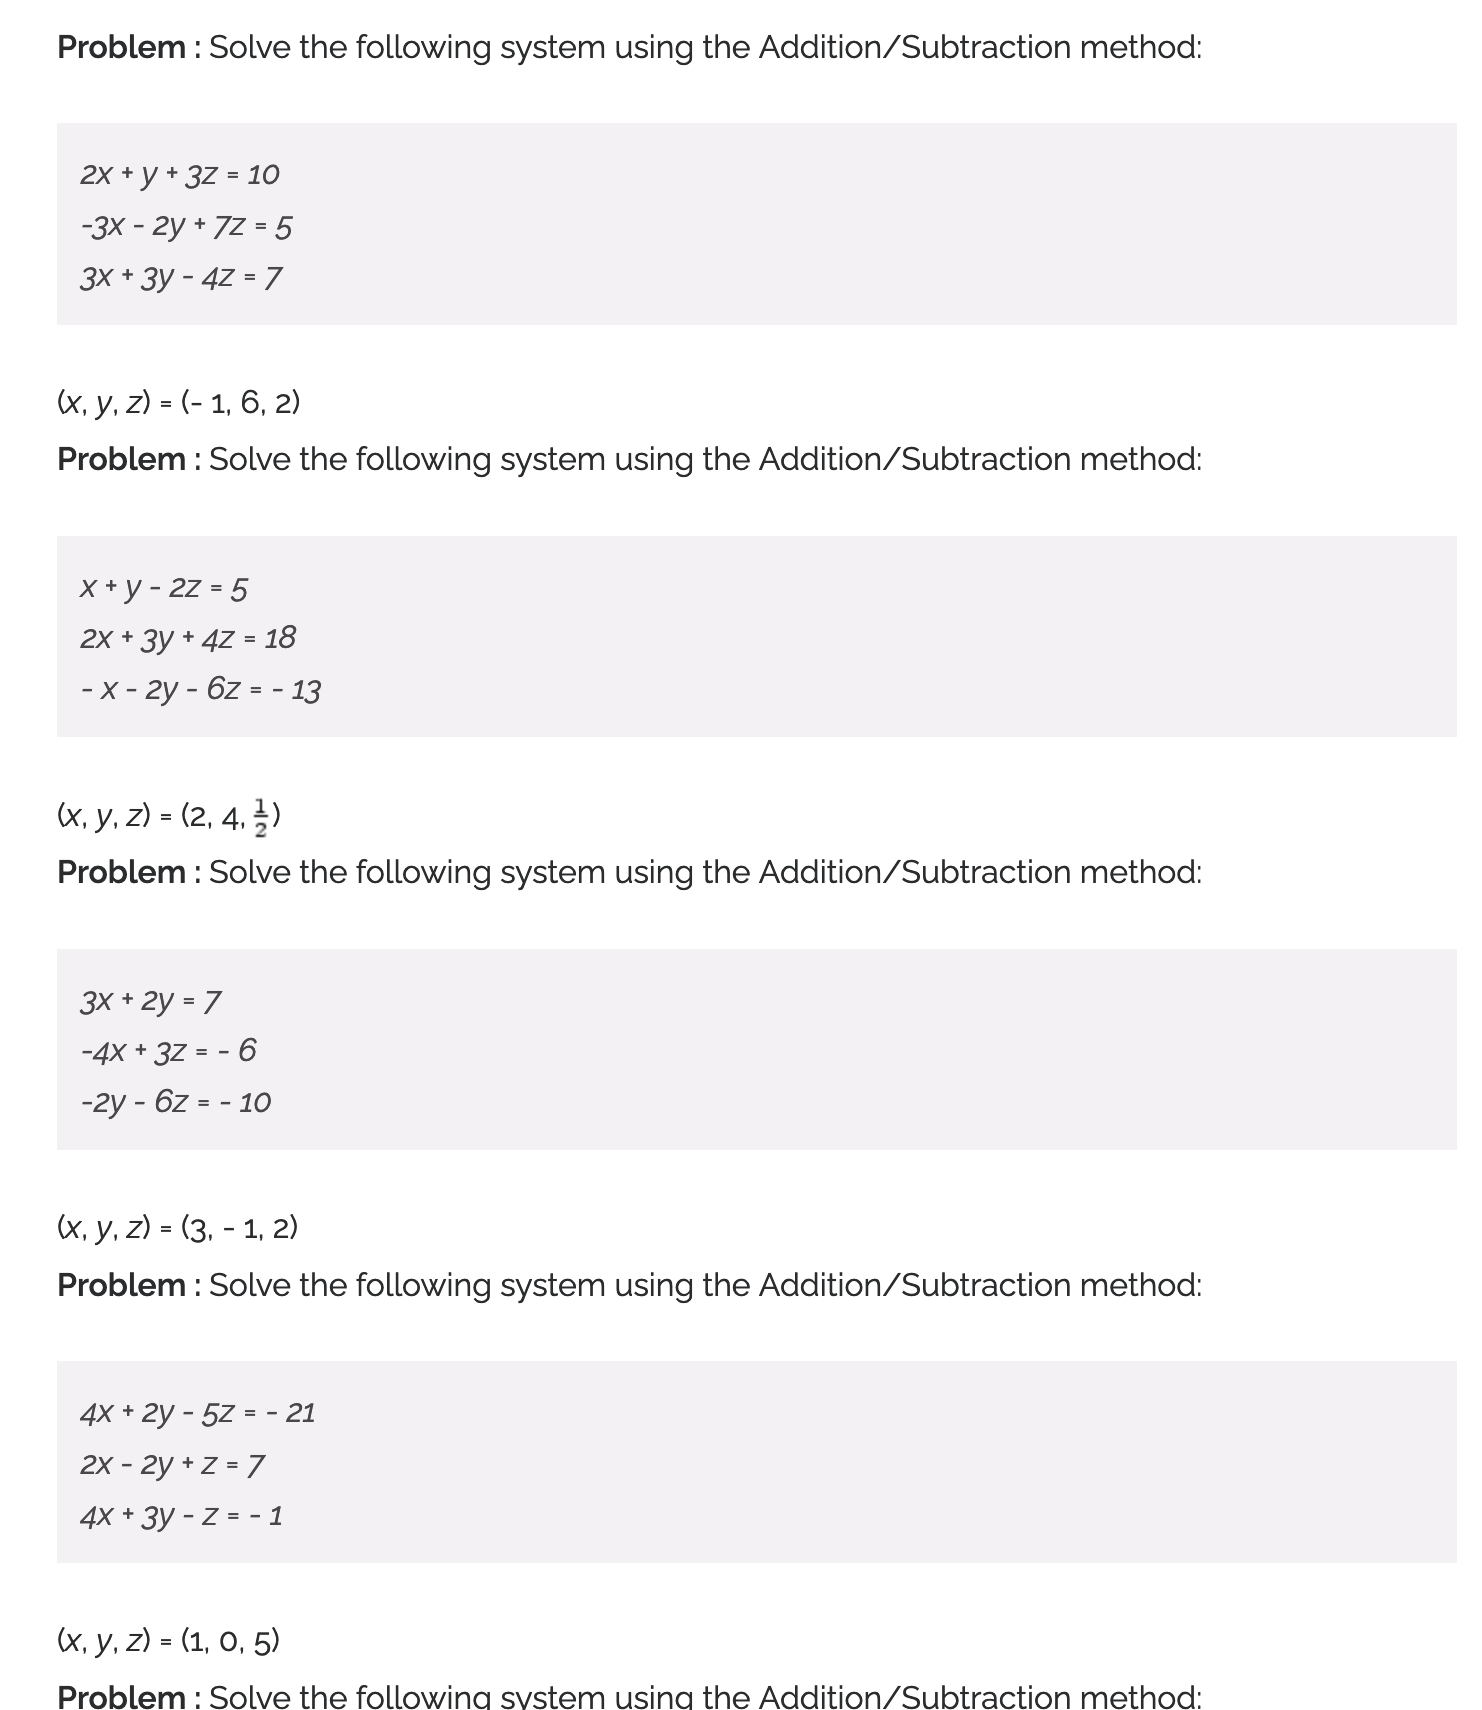 Problem : Solve the following system using the Addition/Subtraction method:
2x + y + 3z = 10
-3x - 2y + 7z = 5
3x + 3y - 4z = 7
(x, y, z) = (- 1, 6, 2)
Problem : Solve the following system using the Addition/Subtraction method:
x + y - 2z = 5
2x + 3y + 4z = 18
- x - 2y - 6z = - 13
(x, y, z) = (2, 4, 1/2)
Problem : Solve the following system using the Addition/Subtraction method:
3x + 2y = 7
-4x + 3z = - 6
-2y - 6z = - 10
(x, y, z) = (3, - 1, 2)
Problem : Solve the following system using the Addition/Subtraction method:
4x + 2y - 5z = - 21
2x - 2y + z = 7
4x + 3y - z = - 1
(x, y, z) = (1, 0, 5)
Problem : Solve the following system using the Addition/Subtraction method: